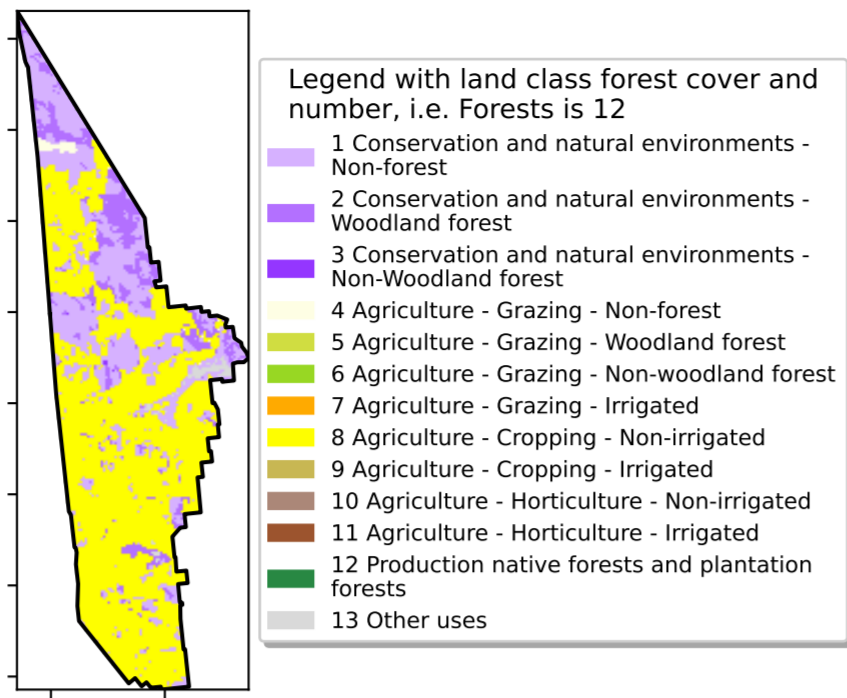 Legend with land class forest cover and
number, i.e. Forests is 12
1 Conservation and natural environments -
Non-forest
2 Conservation and natural environments -
Woodland forest
3 Conservation and natural environments -
Non-Woodland forest
4 Agriculture - Grazing - Non-forest
5 Agriculture - Grazing - Woodland forest
6 Agriculture - Grazing - Non-woodland forest
7 Agriculture - Grazing - Irrigated
8 Agriculture - Cropping - Non-irrigated
9 Agriculture - Cropping - Irrigated
10 Agriculture - Horticulture - Non-irrigated
11 Agriculture - Horticulture - Irrigated
12 Production native forests and plantation
forests
13 Other uses